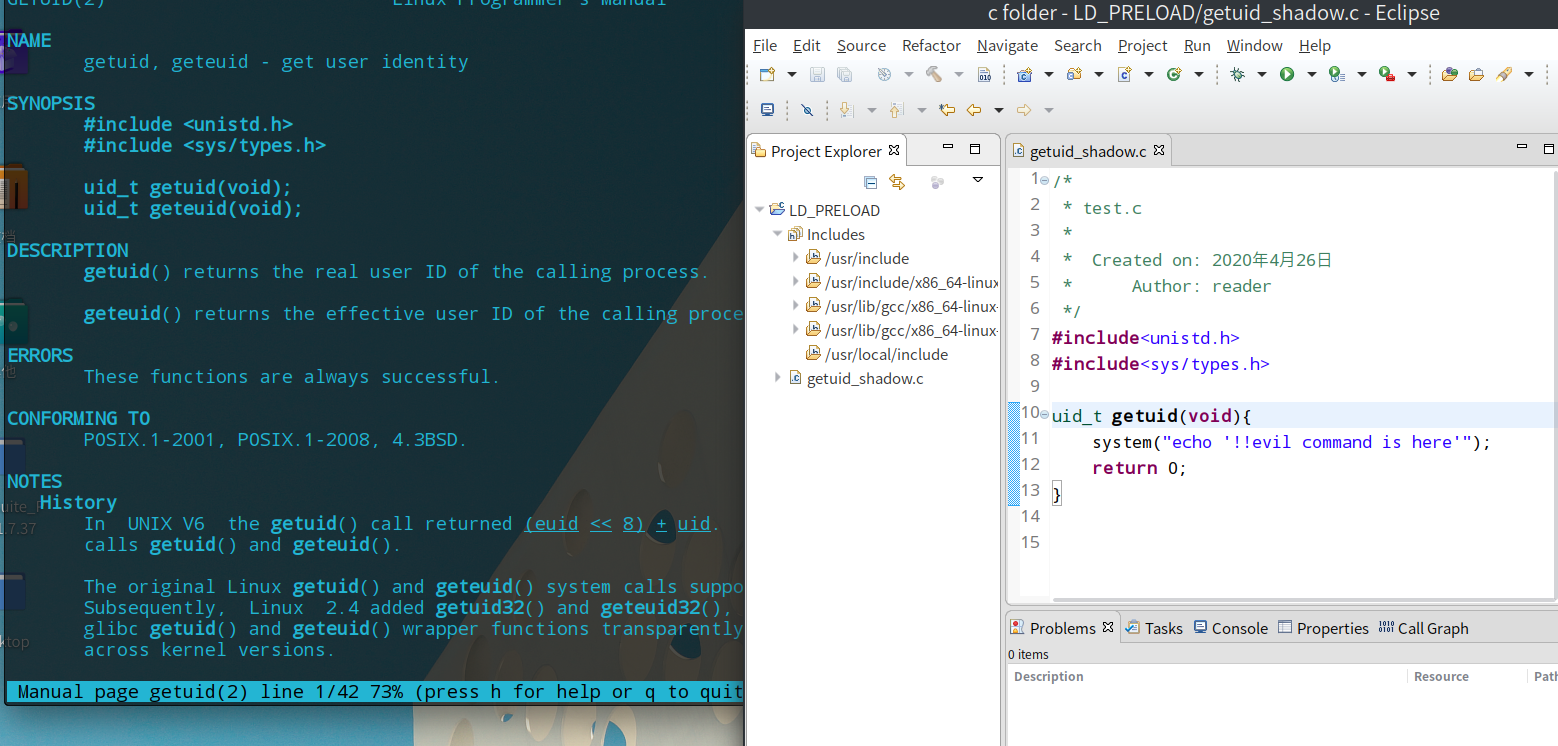 GETUID(2) Linux Programmer's Manual
NAME
getuid, geteuid - get user identity
SYNOPSIS
#include <unistd.h>
#include <sys/types.h>
uid_t getuid(void);
uid_t geteuid(void);
DESCRIPTION
getuid() returns the real user ID of the calling process.
geteuid() returns the effective user ID of the calling proce
ERRORS
These functions are always successful.
CONFORMING TO
POSIX.1-2001, POSIX.1-2008, 4.3BSD.
NOTES
History
In UNIX V6 the getuid() call returned (euid << 8) + uid.
calls getuid() and geteuid().
The original Linux getuid() and geteuid() system calls suppo
Subsequently, Linux 2.4 added getuid32() and geteuid32(),
glibc getuid() and geteuid() wrapper functions transparently
across kernel versions.
Manual page getuid(2) line 1/42 73% (press h for help or q to quit
他
uite_
.7.37
ktop
c folder - LD_PRELOAD/getuid_shadow.c - Eclipse
File Edit Source Refactor Navigate Search Project Run Window Help
Project Explorer
LD_PRELOAD
Includes
/usr/include
/usr/include/x86_64-linux
/usr/lib/gcc/x86_64-linux-
/usr/lib/gcc/x86_64-linux-
/usr/local/include
getuid_shadow.c
getuid_shadow.c
1 /*
2 * test.c
3 *
4 * Created on: 2020年4月26日
5 * Author: reader
6 */
7 #include<unistd.h>
8 #include<sys/types.h>
9
10 uid_t getuid(void){
11 system("echo '!!evil command is here'");
12 return 0;
13 }
14
15
Problems Tasks Console Properties Call Graph
0 items
Description Resource Path